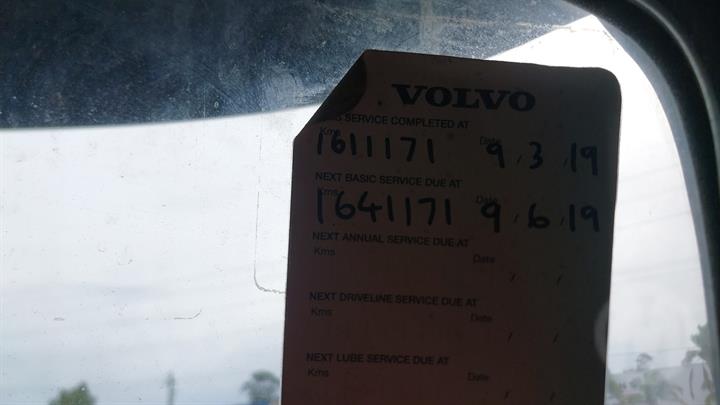 VOLVO
SERVICE COMPLETED AT
Kms 1611171 Date 9/3/19
NEXT BASIC SERVICE DUE AT
Kms 1641171 Date 9/6/19
NEXT ANNUAL SERVICE DUE AT
Kms Date / /
NEXT DRIVELINE SERVICE DUE AT
Kms Date / /
NEXT LUBE SERVICE DUE AT
Kms Date /